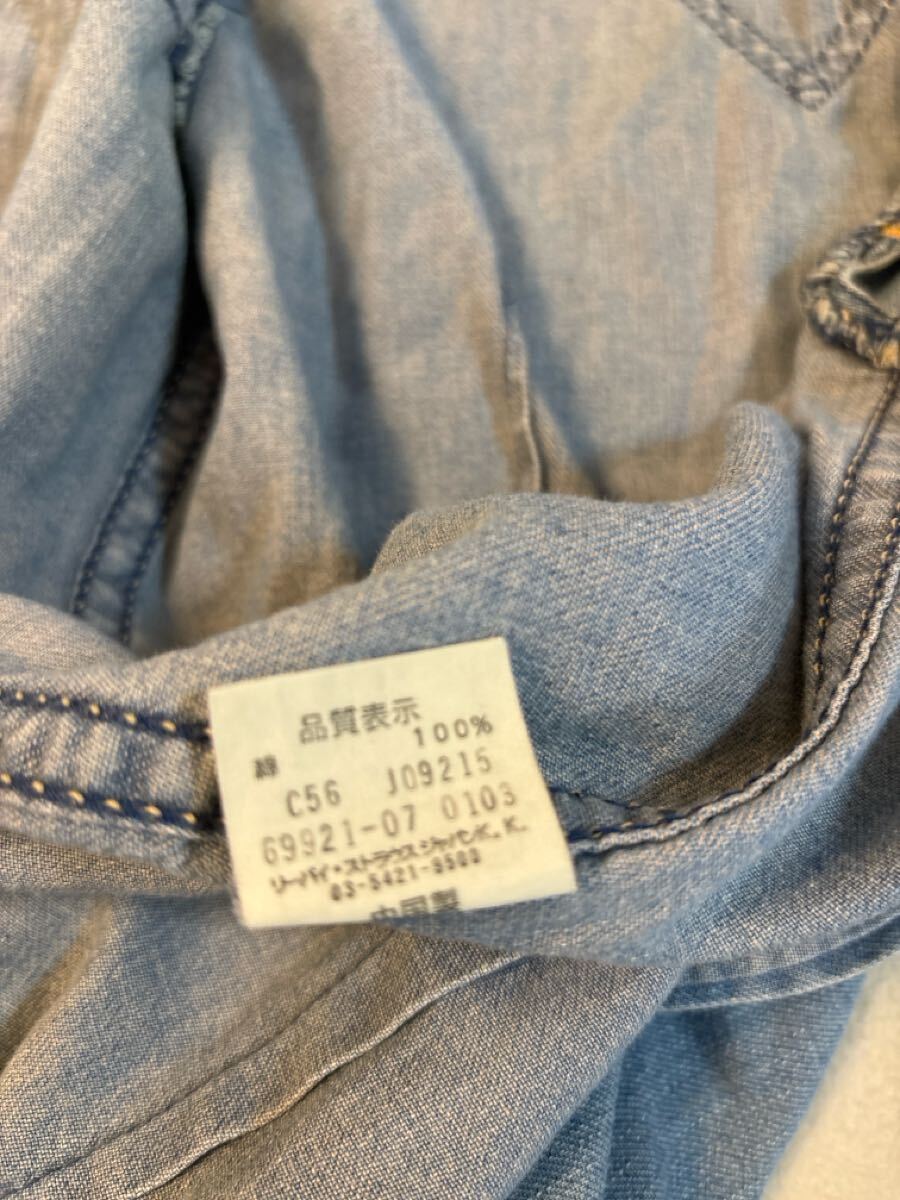 品質表示
綿 100%
C56 J09215
69921-07 0103
リーバイ・ストラウスジャパンK.K.
03-5421-9500
中国製